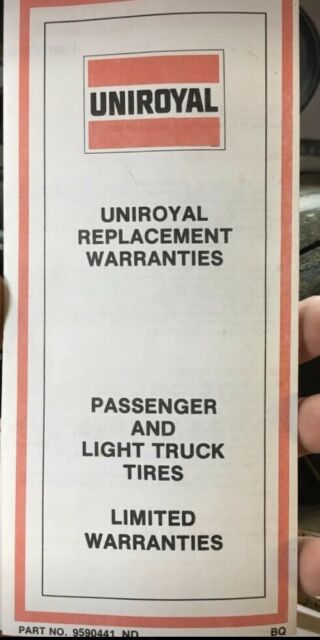 UNIROYAL
UNIROYAL
REPLACEMENT
WARRANTIES
PASSENGER
AND
LIGHT TRUCK
TIRES
LIMITED
WARRANTIES
PART NO. 9590441 ND BQ